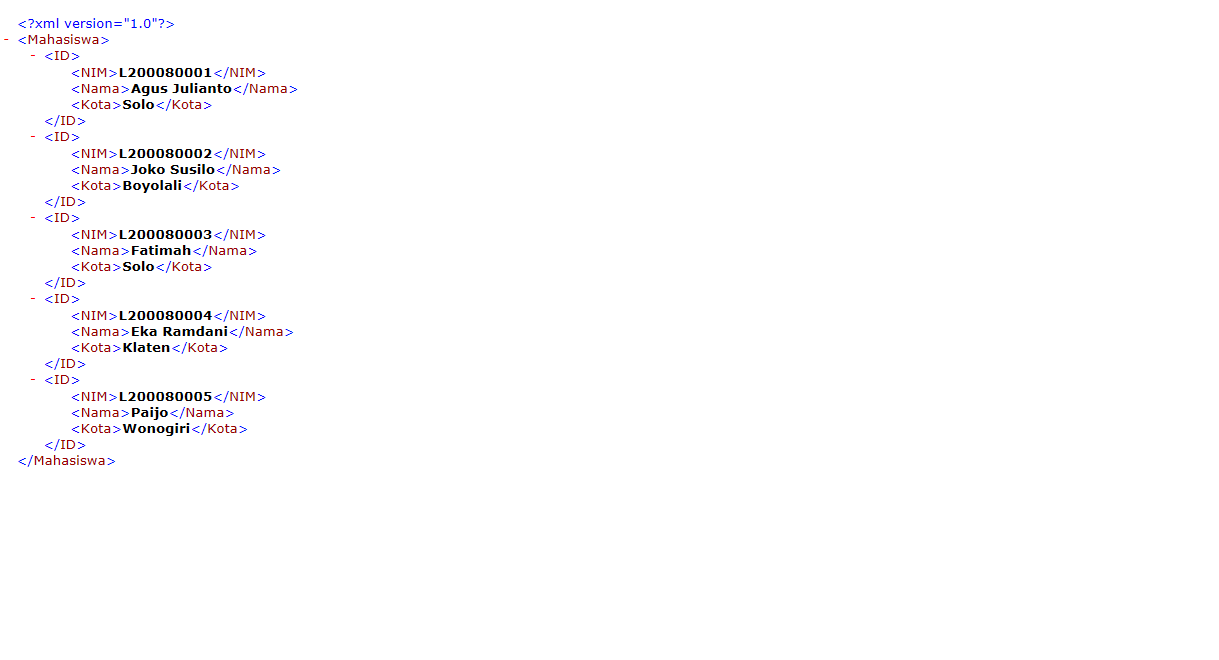 <?xml version="1.0"?>
- <Mahasiswa>
- <ID>
<NIM>L200080001</NIM>
<Nama>Agus Julianto</Nama>
<Kota>Solo</Kota>
</ID>
- <ID>
<NIM>L200080002</NIM>
<Nama>Joko Susilo</Nama>
<Kota>Boyolali</Kota>
</ID>
- <ID>
<NIM>L200080003</NIM>
<Nama>Fatimah</Nama>
<Kota>Solo</Kota>
</ID>
- <ID>
<NIM>L200080004</NIM>
<Nama>Eka Ramdani</Nama>
<Kota>Klaten</Kota>
</ID>
- <ID>
<NIM>L200080005</NIM>
<Nama>Paijo</Nama>
<Kota>Wonogiri</Kota>
</ID>
</Mahasiswa>